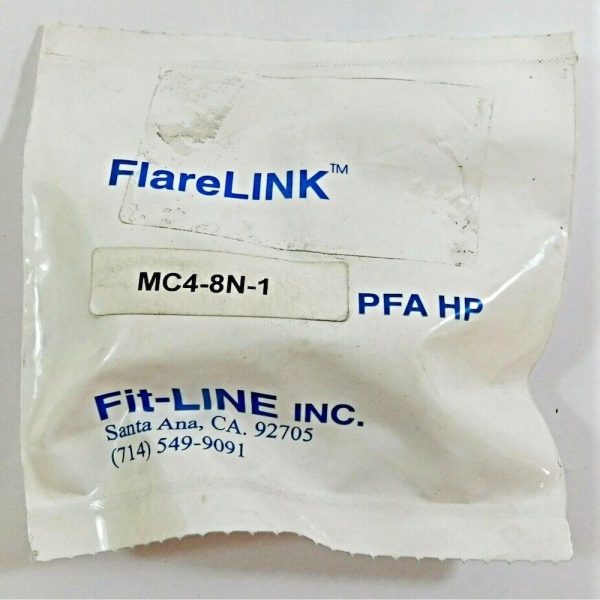 FlareLINK™
MC4-8N-1
PFA HP
Fit-LINE INC.
Santa Ana, CA. 92705
(714) 549-9091